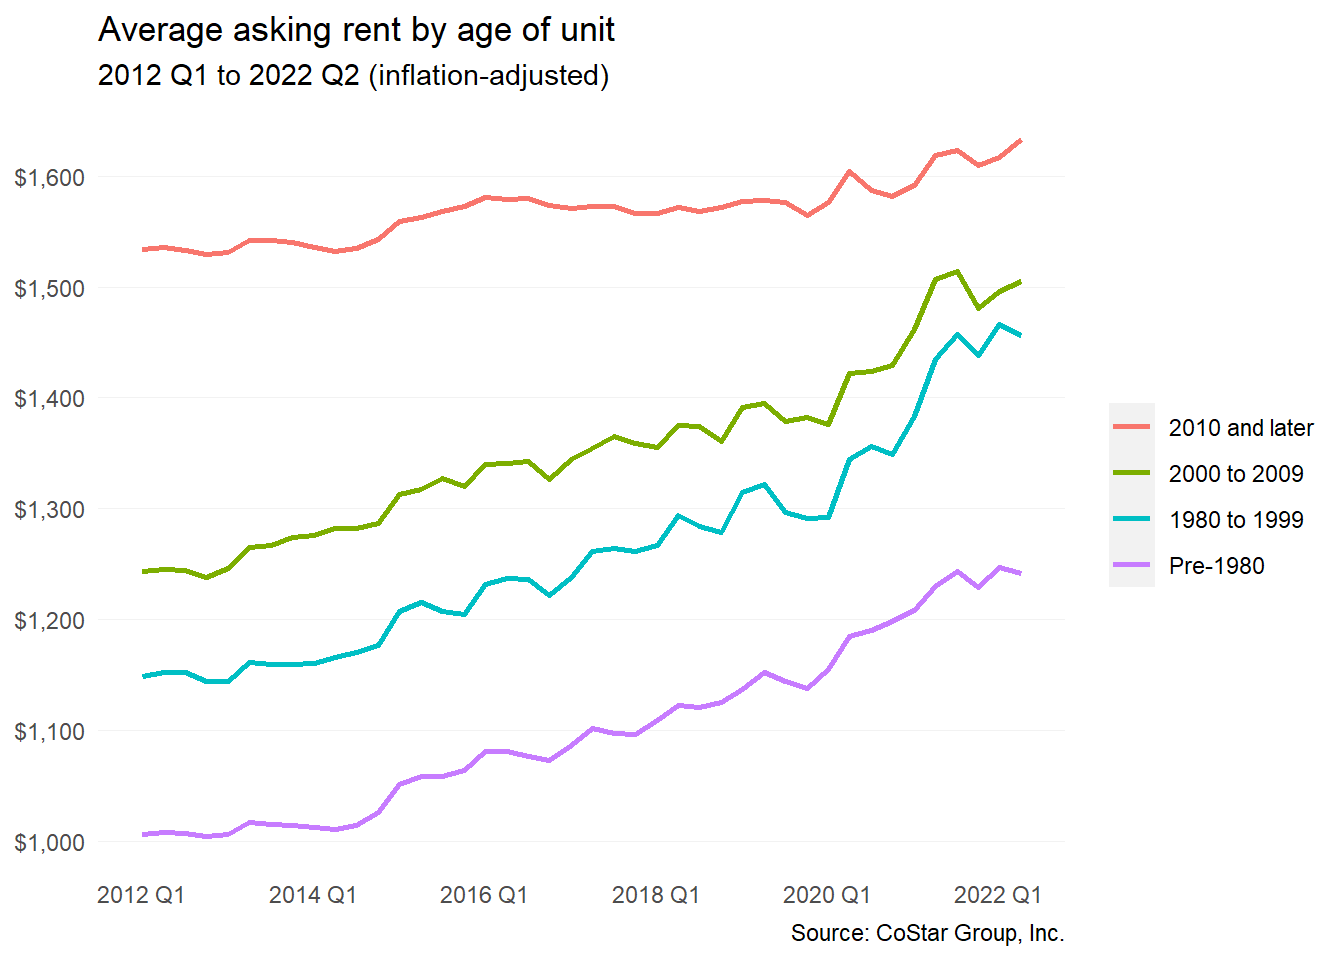 Average asking rent by age of unit
2012 Q1 to 2022 Q2 (inflation-adjusted)
$1,600
$1,500
$1,400
$1,300
$1,200
$1,100
$1,000
2012 Q1
2014 Q1
2016 Q1
2018 Q1
2020 Q1
2022 Q1
2010 and later
2000 to 2009
1980 to 1999
Pre-1980
Source: CoStar Group, Inc.